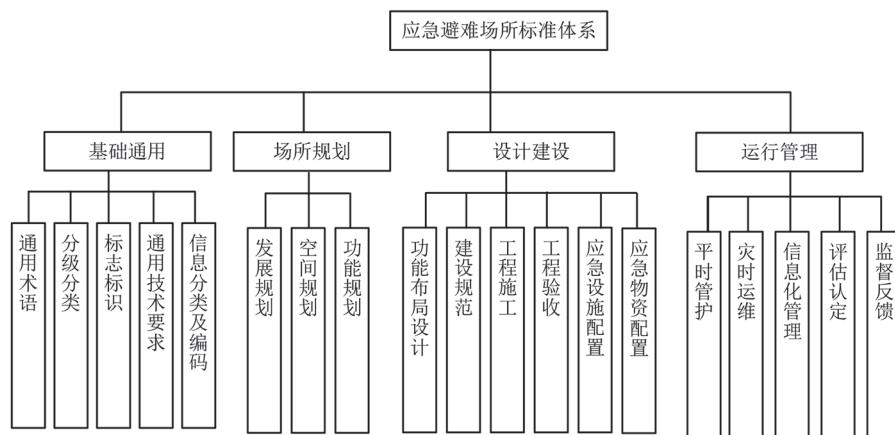 应急避难场所标准体系
基础通用
场所规划
设计建设
运行管理
通用术语
分级分类
标志标识
通用技术要求
信息分类及编码
发展规划
空间规划
功能规划
功能布局设计
建设规范
工程施工
工程验收
应急设施配置
应急物资配置
平时管护
灾时运维
信息化管理
评估认定
监督反馈